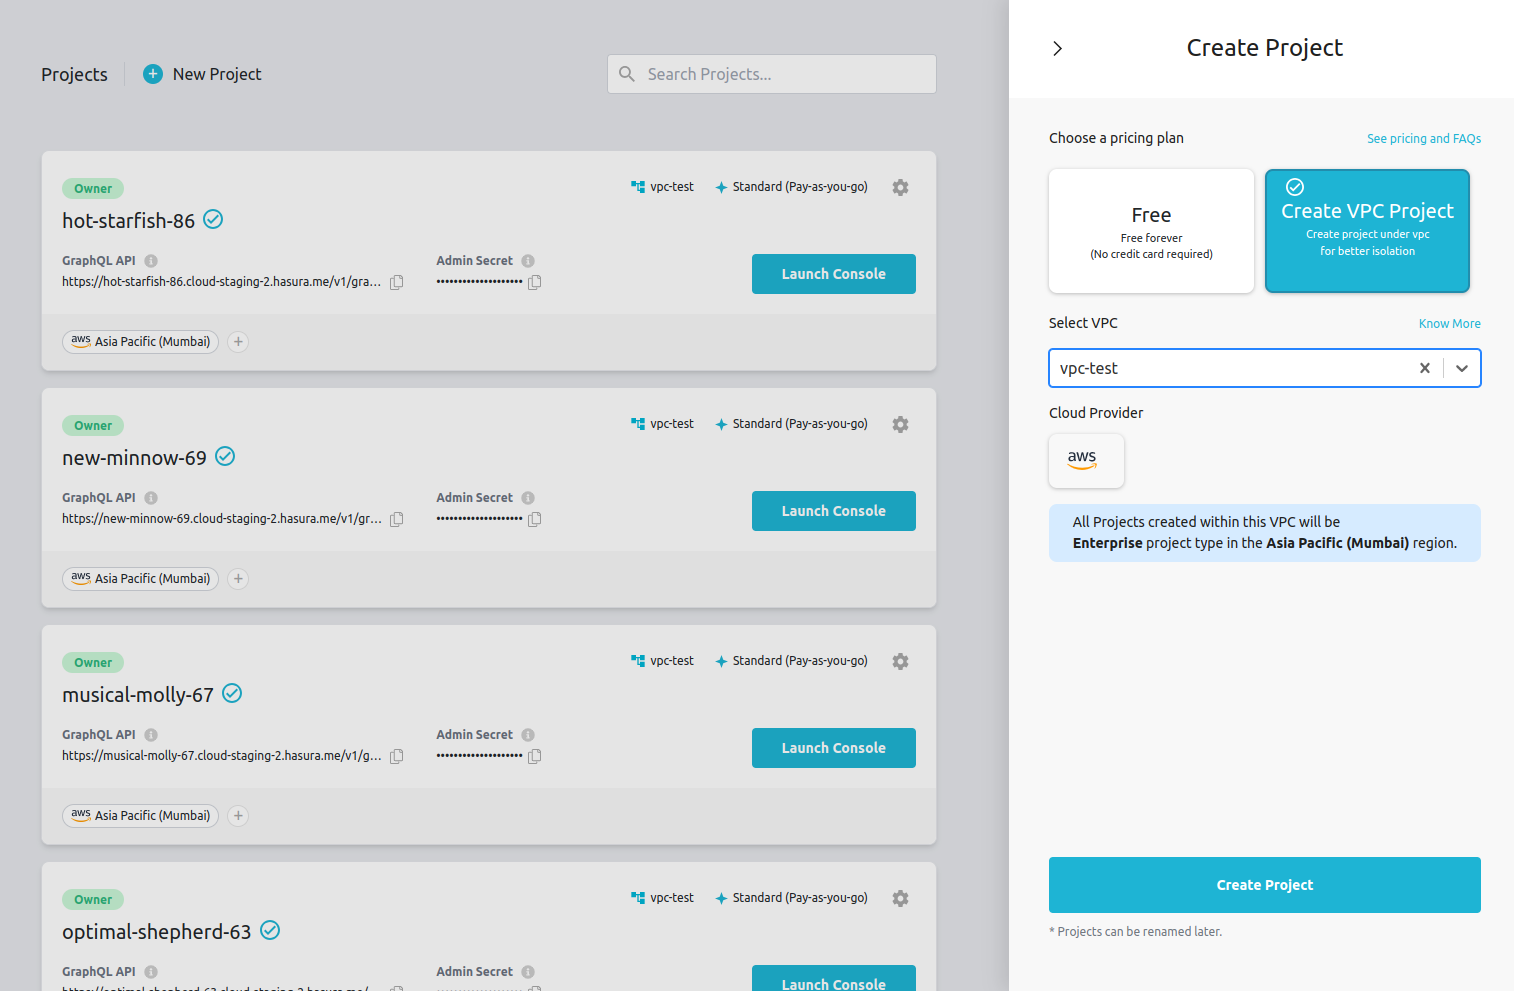 Projects
New Project
Search Projects...
Owner
vpc-test
Standard (Pay-as-you-go)
hot-starfish-86
GraphQL API
Admin Secret
https://hot-starfish-86.cloud-staging-2.hasura.me/v1/gra...
••••••••••••••••••••
Launch Console
aws Asia Pacific (Mumbai)
Owner
vpc-test
Standard (Pay-as-you-go)
new-minnow-69
GraphQL API
Admin Secret
https://new-minnow-69.cloud-staging-2.hasura.me/v1/gr...
••••••••••••••••••••
Launch Console
aws Asia Pacific (Mumbai)
Owner
vpc-test
Standard (Pay-as-you-go)
musical-molly-67
GraphQL API
Admin Secret
https://musical-molly-67.cloud-staging-2.hasura.me/v1/g...
••••••••••••••••••••
Launch Console
aws Asia Pacific (Mumbai)
Owner
vpc-test
Standard (Pay-as-you-go)
optimal-shepherd-63
GraphQL API
Admin Secret
Launch Console
Create Project
Choose a pricing plan
See pricing and FAQs
Free
Free forever
(No credit card required)
Create VPC Project
Create project under vpc
for better isolation
Select VPC
Know More
vpc-test
Cloud Provider
aws
All Projects created within this VPC will be
Enterprise project type in the Asia Pacific (Mumbai) region.
Create Project
* Projects can be renamed later.